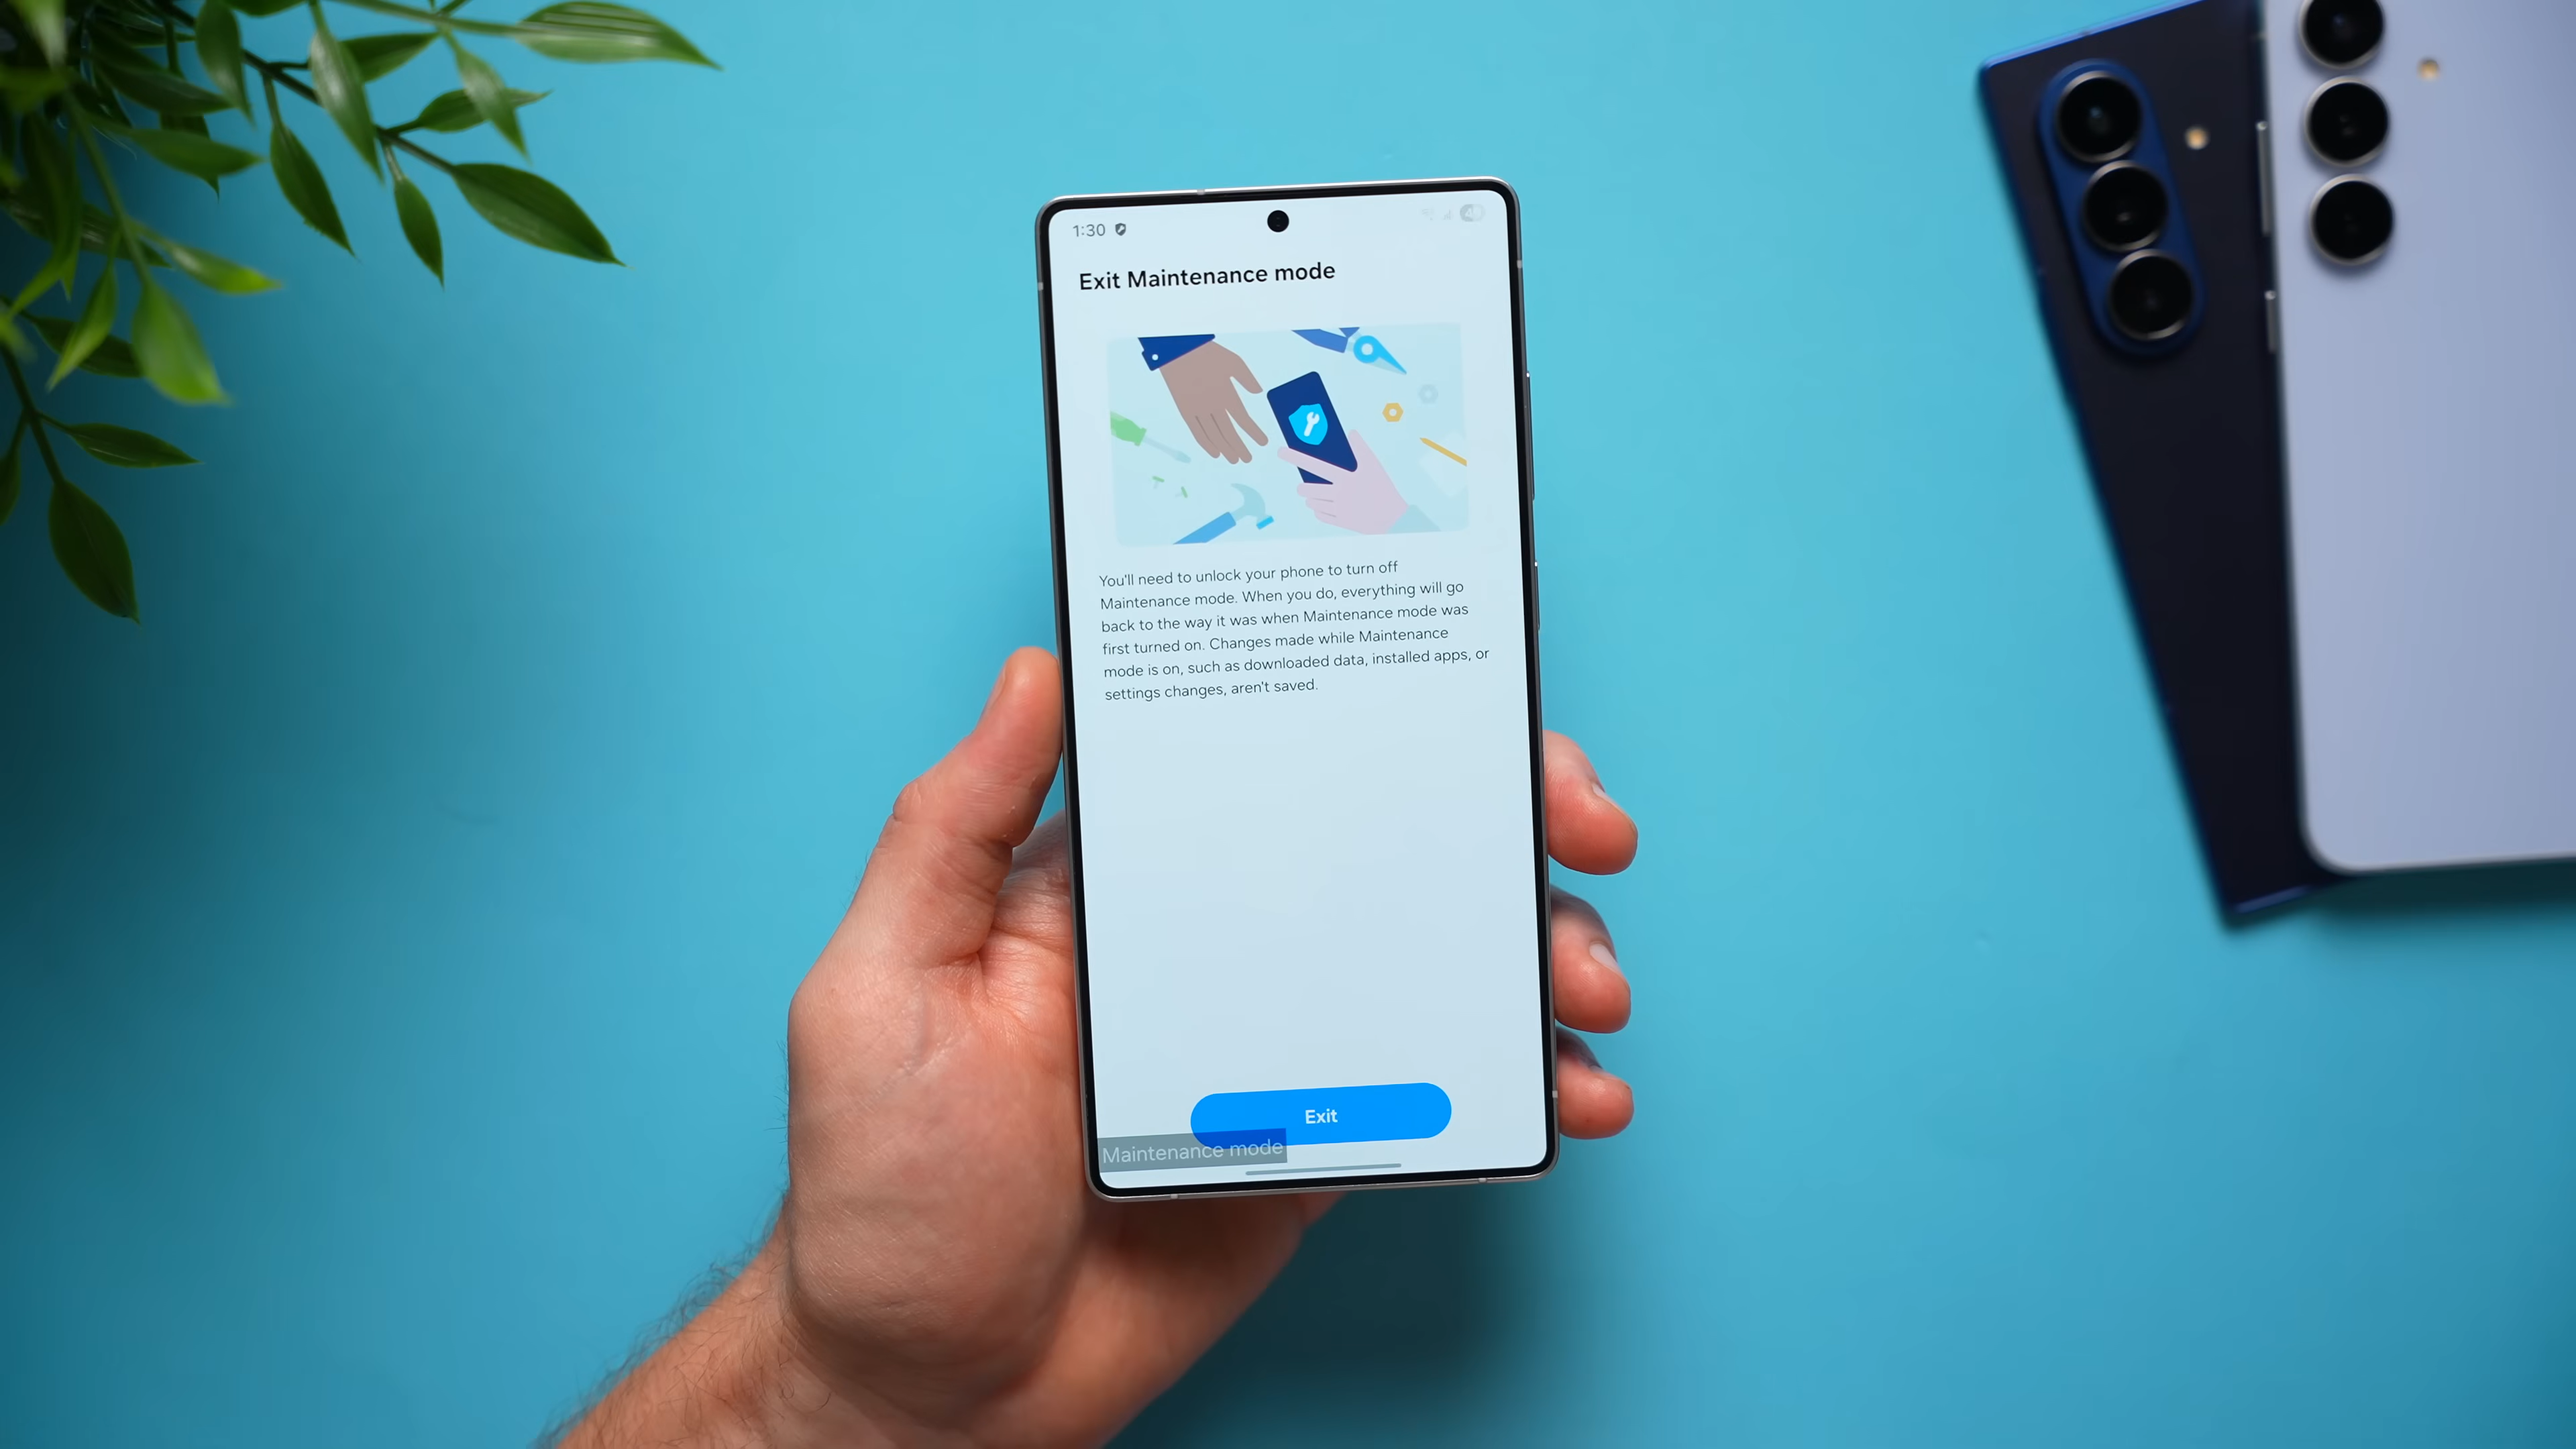 1:30
Exit Maintenance mode
You'll need to unlock your phone to turn off
Maintenance mode. When you do, everything will go
back to the way it was when Maintenance mode was
first turned on. Changes made while Maintenance
mode is on, such as downloaded data, installed apps, or
settings changes, aren't saved.
Exit
Maintenance mode